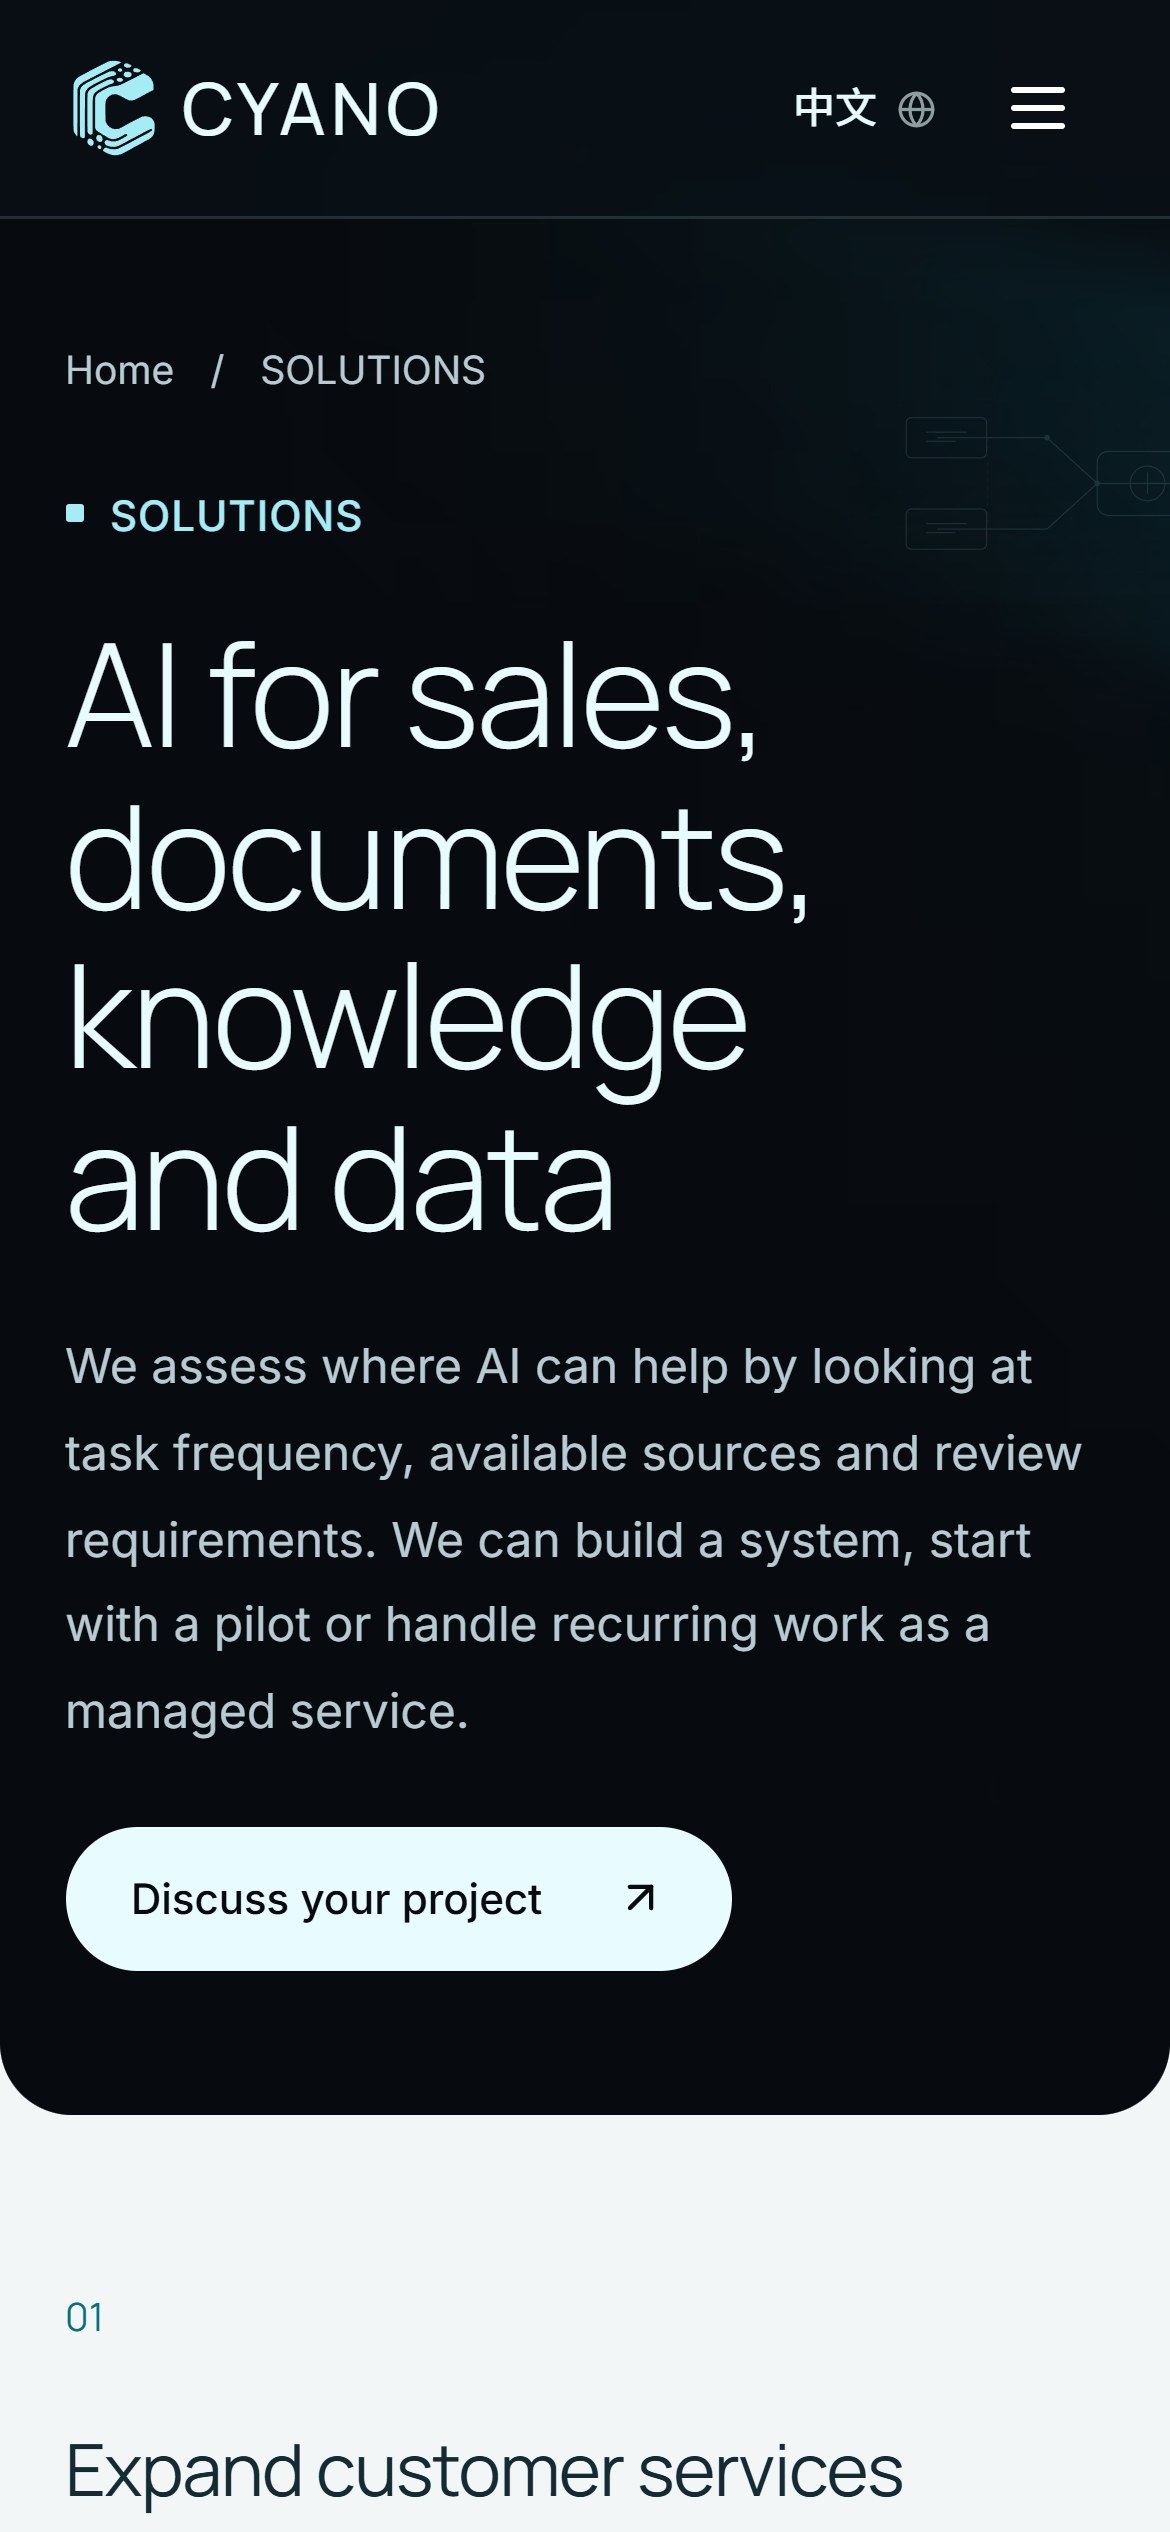 CYANO
中文
Home / SOLUTIONS
SOLUTIONS
AI for sales,
documents,
knowledge
and data
We assess where AI can help by looking at
task frequency, available sources and review
requirements. We can build a system, start
with a pilot or handle recurring work as a
managed service.
Discuss your project
01
Expand customer services